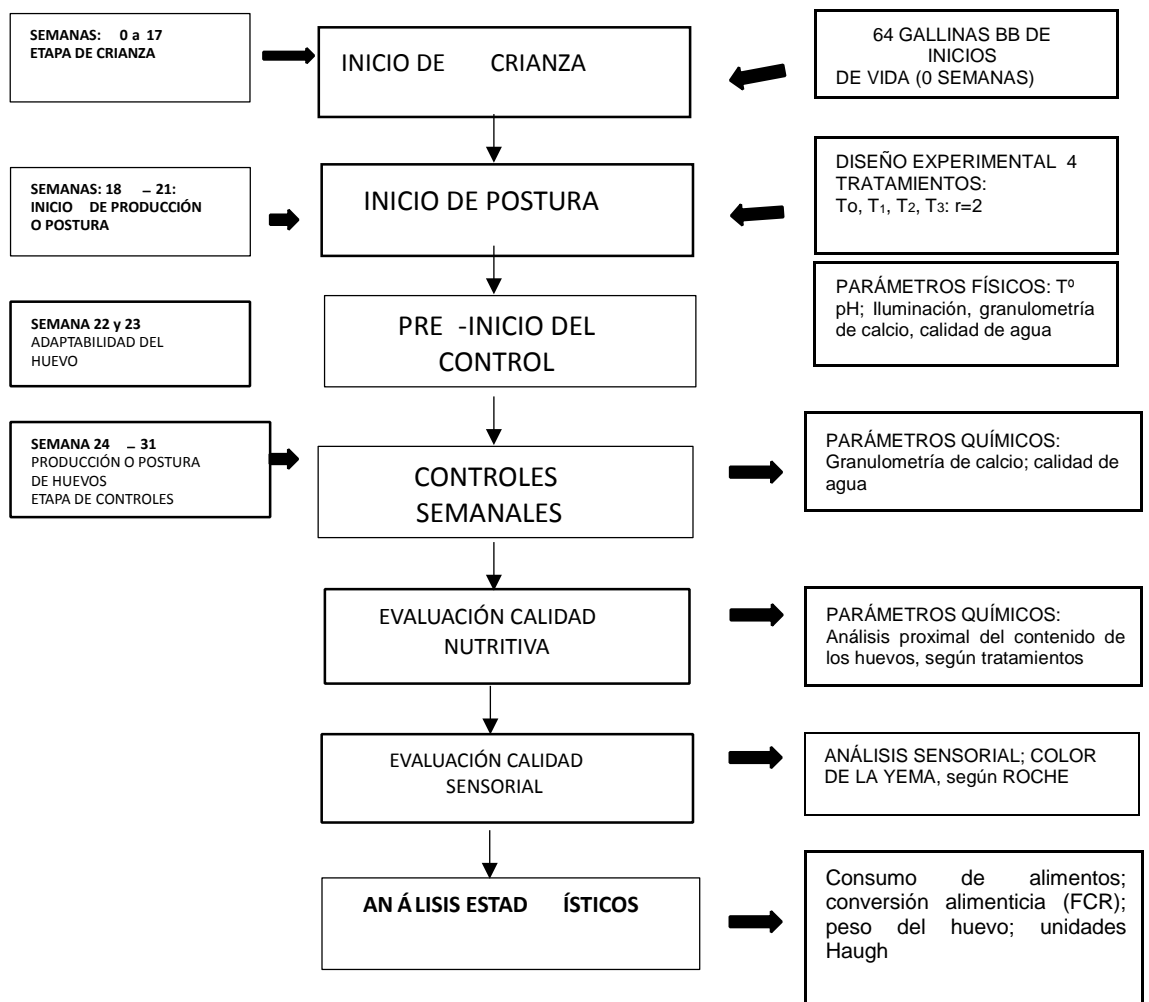 SEMANAS: 0 a 17
ETAPA DE CRIANZA
INICIO DE CRIANZA
64 GALLINAS BB DE
INICIOS
DE VIDA (0 SEMANAS)
SEMANAS: 18 – 21:
INICIO DE PRODUCCIÓN
O POSTURA
INICIO DE POSTURA
DISEÑO EXPERIMENTAL 4
TRATAMIENTOS:
To, T₁, T₂, T₃: r=2
SEMANA 22 y 23
ADAPTABILIDAD DEL
HUEVO
PRE -INICIO DEL
CONTROL
PARÁMETROS FÍSICOS: Tº
pH; Iluminación, granulometría
de calcio, calidad de agua
SEMANA 24 – 31
PRODUCCIÓN O POSTURA
DE HUEVOS
ETAPA DE CONTROLES
CONTROLES
SEMANALES
PARÁMETROS QUÍMICOS:
Granulometría de calcio; calidad de
agua
EVALUACIÓN CALIDAD
NUTRITIVA
PARÁMETROS QUÍMICOS:
Análisis proximal del contenido de
los huevos, según tratamientos
EVALUACIÓN CALIDAD
SENSORIAL
ANÁLISIS SENSORIAL; COLOR
DE LA YEMA, según ROCHE
AN Á LISIS ESTAD ÍSTICOS
Consumo de alimentos;
conversión alimenticia (FCR);
peso del huevo; unidades
Haugh